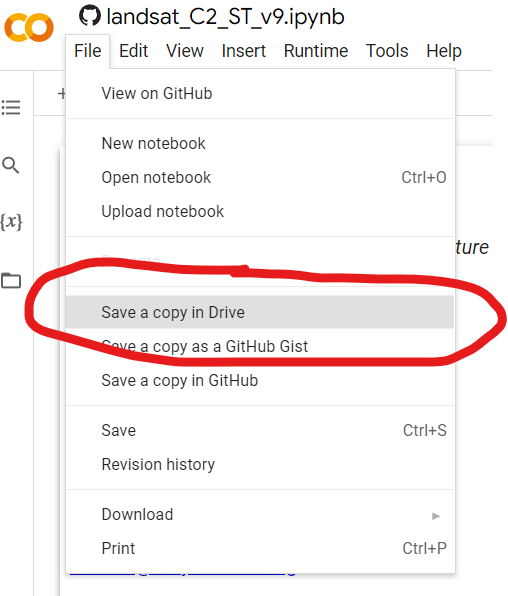 landsat_C2_ST_v9.ipynb
File Edit View Insert Runtime Tools Help
View on GitHub
New notebook
Open notebook Ctrl+O
Upload notebook
ture
Save a copy in Drive
Save a copy as a GitHub Gist
Save a copy in GitHub
Save Ctrl+S
Revision history
Download
Print Ctrl+P